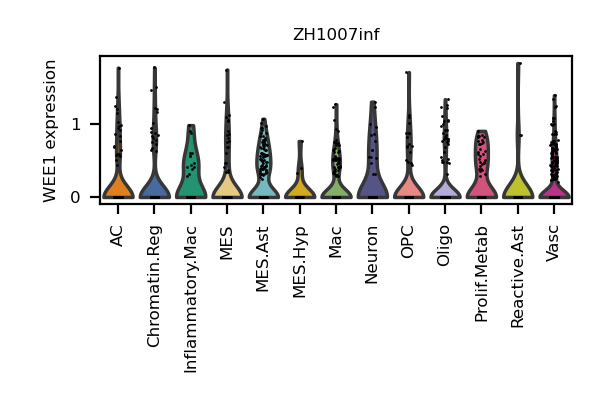 ZH1007inf
WEE1 expression
1
0
AC
Chromatin.Reg
Inflammatory.Mac
MES
MES.Ast
MES.Hyp
Mac
Neuron
OPC
Oligo
Prolif.Metab
Reactive.Ast
Vasc